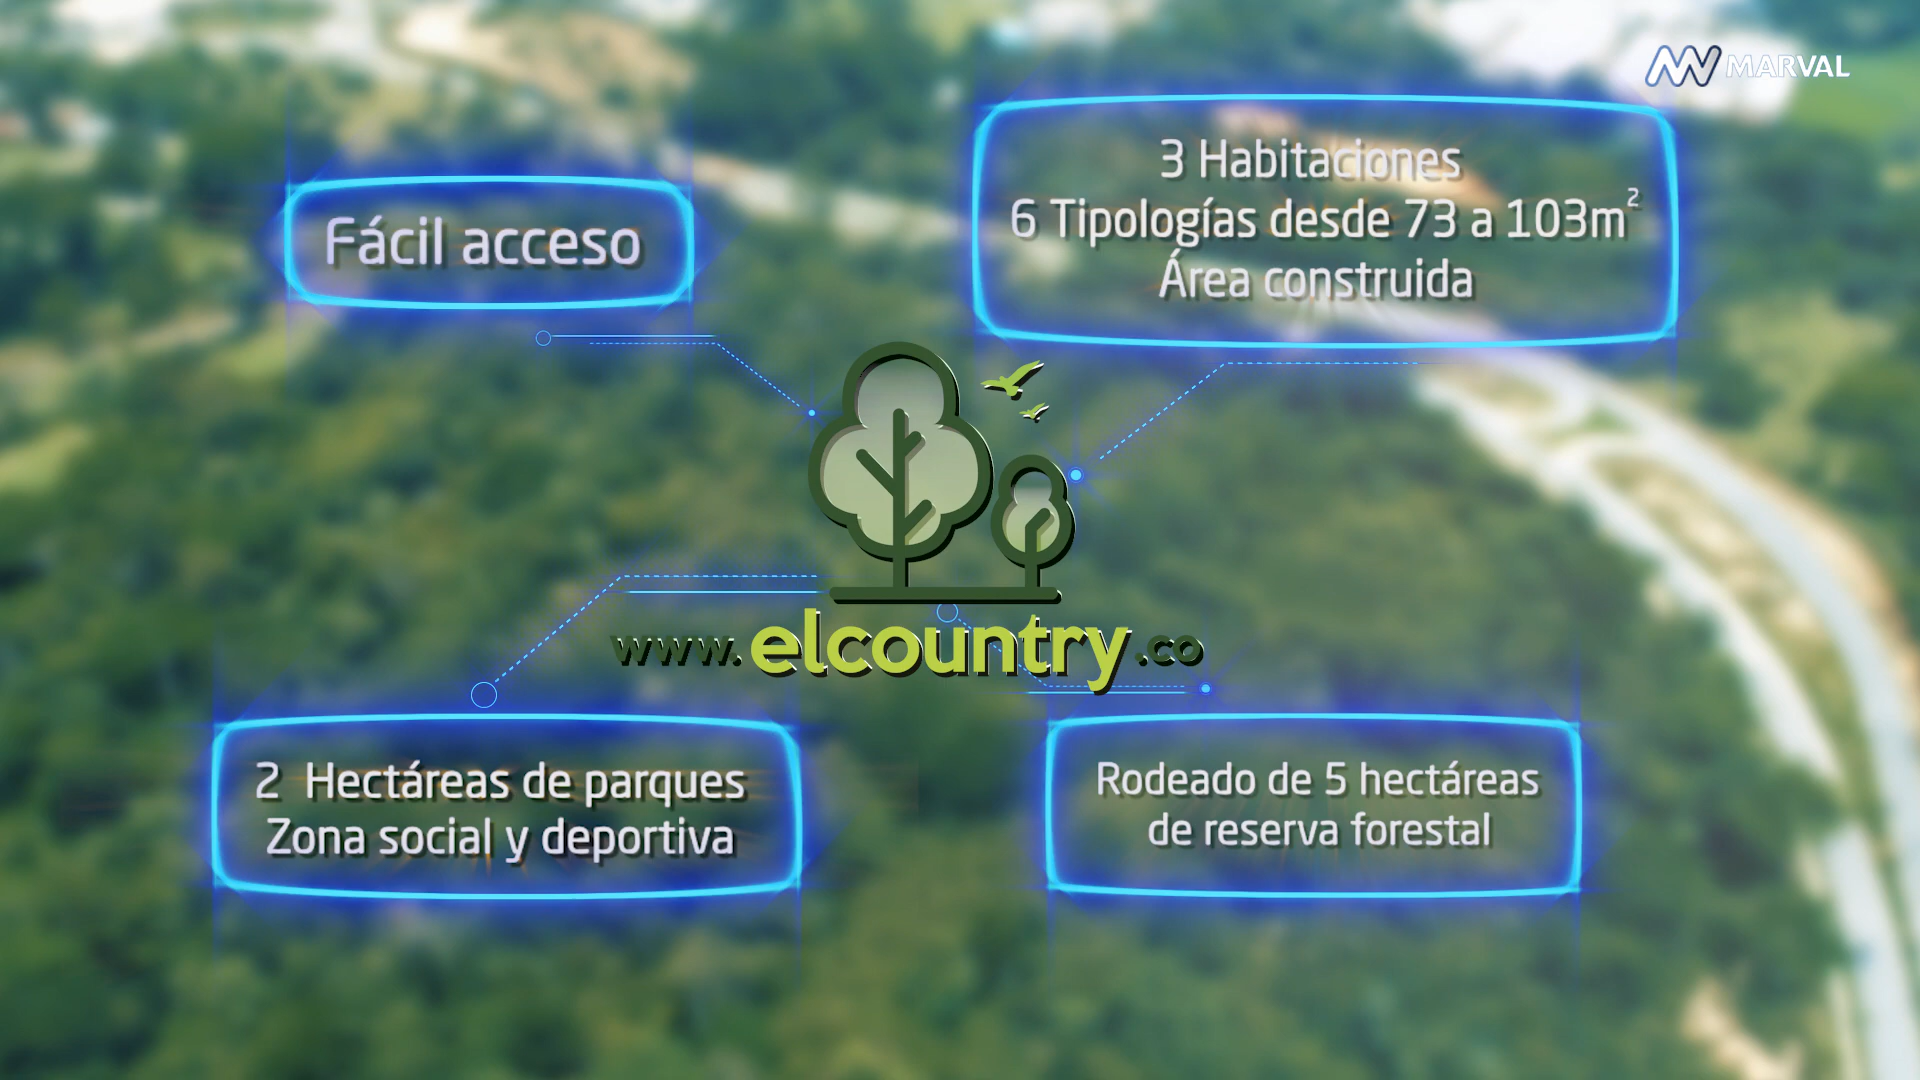 MARVAL
Fácil acceso
3 Habitaciones
6 Tipologías desde 73 a 103m²
Área construida
www.elcountry.co
2 Hectáreas de parques
Zona social y deportiva
Rodeado de 5 hectáreas
de reserva forestal